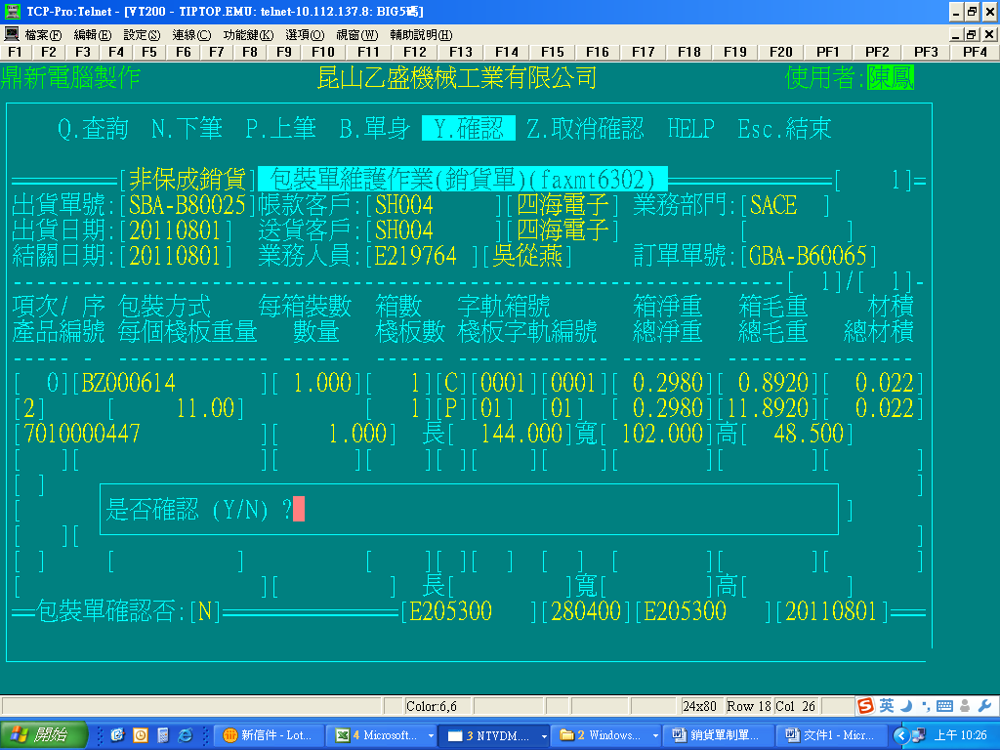 TCP-Pro:Telnet - [VT200 - TIPTOP.EMU: telnet-10.112.137.8: BIG5碼]
檔案(F) 編輯(E) 設定(S) 連線(C) 功能鍵(K) 選項(O) 視窗(W) 輔助說明(H)
F1 F2 F3 F4 F5 F6 F7 F8 F9 F10 F11 F12 F13 F14 F15 F16 F17 F18 F19 F20 PF1 PF2 PF3 PF4
鼎新電腦製作 昆山乙盛機械工業有限公司 使用者:陳鳳
Q.查詢 N.下筆 P.上筆 B.單身 Y.確認 Z.取消確認 HELP Esc.結束
[非保成銷貨] 包裝單維護作業(銷貨單)(faxmt6302) [ 1]=
出貨單號:[SBA-B80025]帳款客戶:[SH004 ][四海電子] 業務部門:[SACE ]
出貨日期:[20110801] 送貨客戶:[SH004 ][四海電子] [ ]
結關日期:[20110801] 業務人員:[E219764 ][吳從燕] 訂單單號:[GBA-B60065]
------------------------------------------------------------------[ 1]/[ 1]-
項次/ 序 包裝方式 每箱裝數 箱數 字軌箱號 箱淨重 箱毛重 材積
產品編號 每個棧板重量 數量 棧板數 棧板字軌編號 總淨重 總毛重 總材積
----- - ------------- ------ ------ ------------- ------- ------- -------
[ 0][BZ000614 ][ 1.000][ 1][C][0001][0001][ 0.2980][ 0.8920][ 0.022]
[2] [ 11.00] [ 1][P][01] [01] [ 0.2980][11.8920][ 0.022]
[7010000447 ][ 1.000] 長[ 144.000]寬[ 102.000]高[ 48.500]
[ ][ ][ ][ ][ ][ ][ ][ ][ ][ ]
[ ] ]
是否確認 (Y/N) ?
[ ]
[ ][ ]
[ ] [ ] [ ][ ][ ] [ ] [ ][ ][ ]
[ ][ ] 長[ ]寬[ ]高[ ]
包裝單確認否:[N] [E205300 ][280400][E205300 ][20110801]
Color:6,6 24x80 Row 18 Col 26
S 英
開始 新信件 - Lot... 4 Microsoft... 3 NTVDM.... 2 Windows... 銷貨單制單... 文件1 - Micr... 上午 10:26